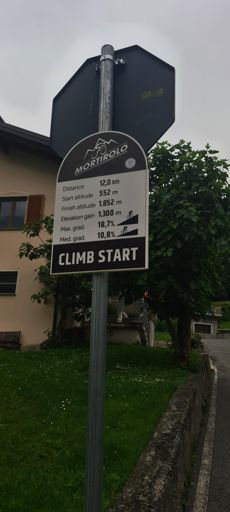 MORTIROLO
Distance 12,0 km
Start altitude 552 m
Finish altitude 1.852 m
Elevation gain 1.300 m
Max. grad. 18,7%
Med. grad. 10,8%
CLIMB START